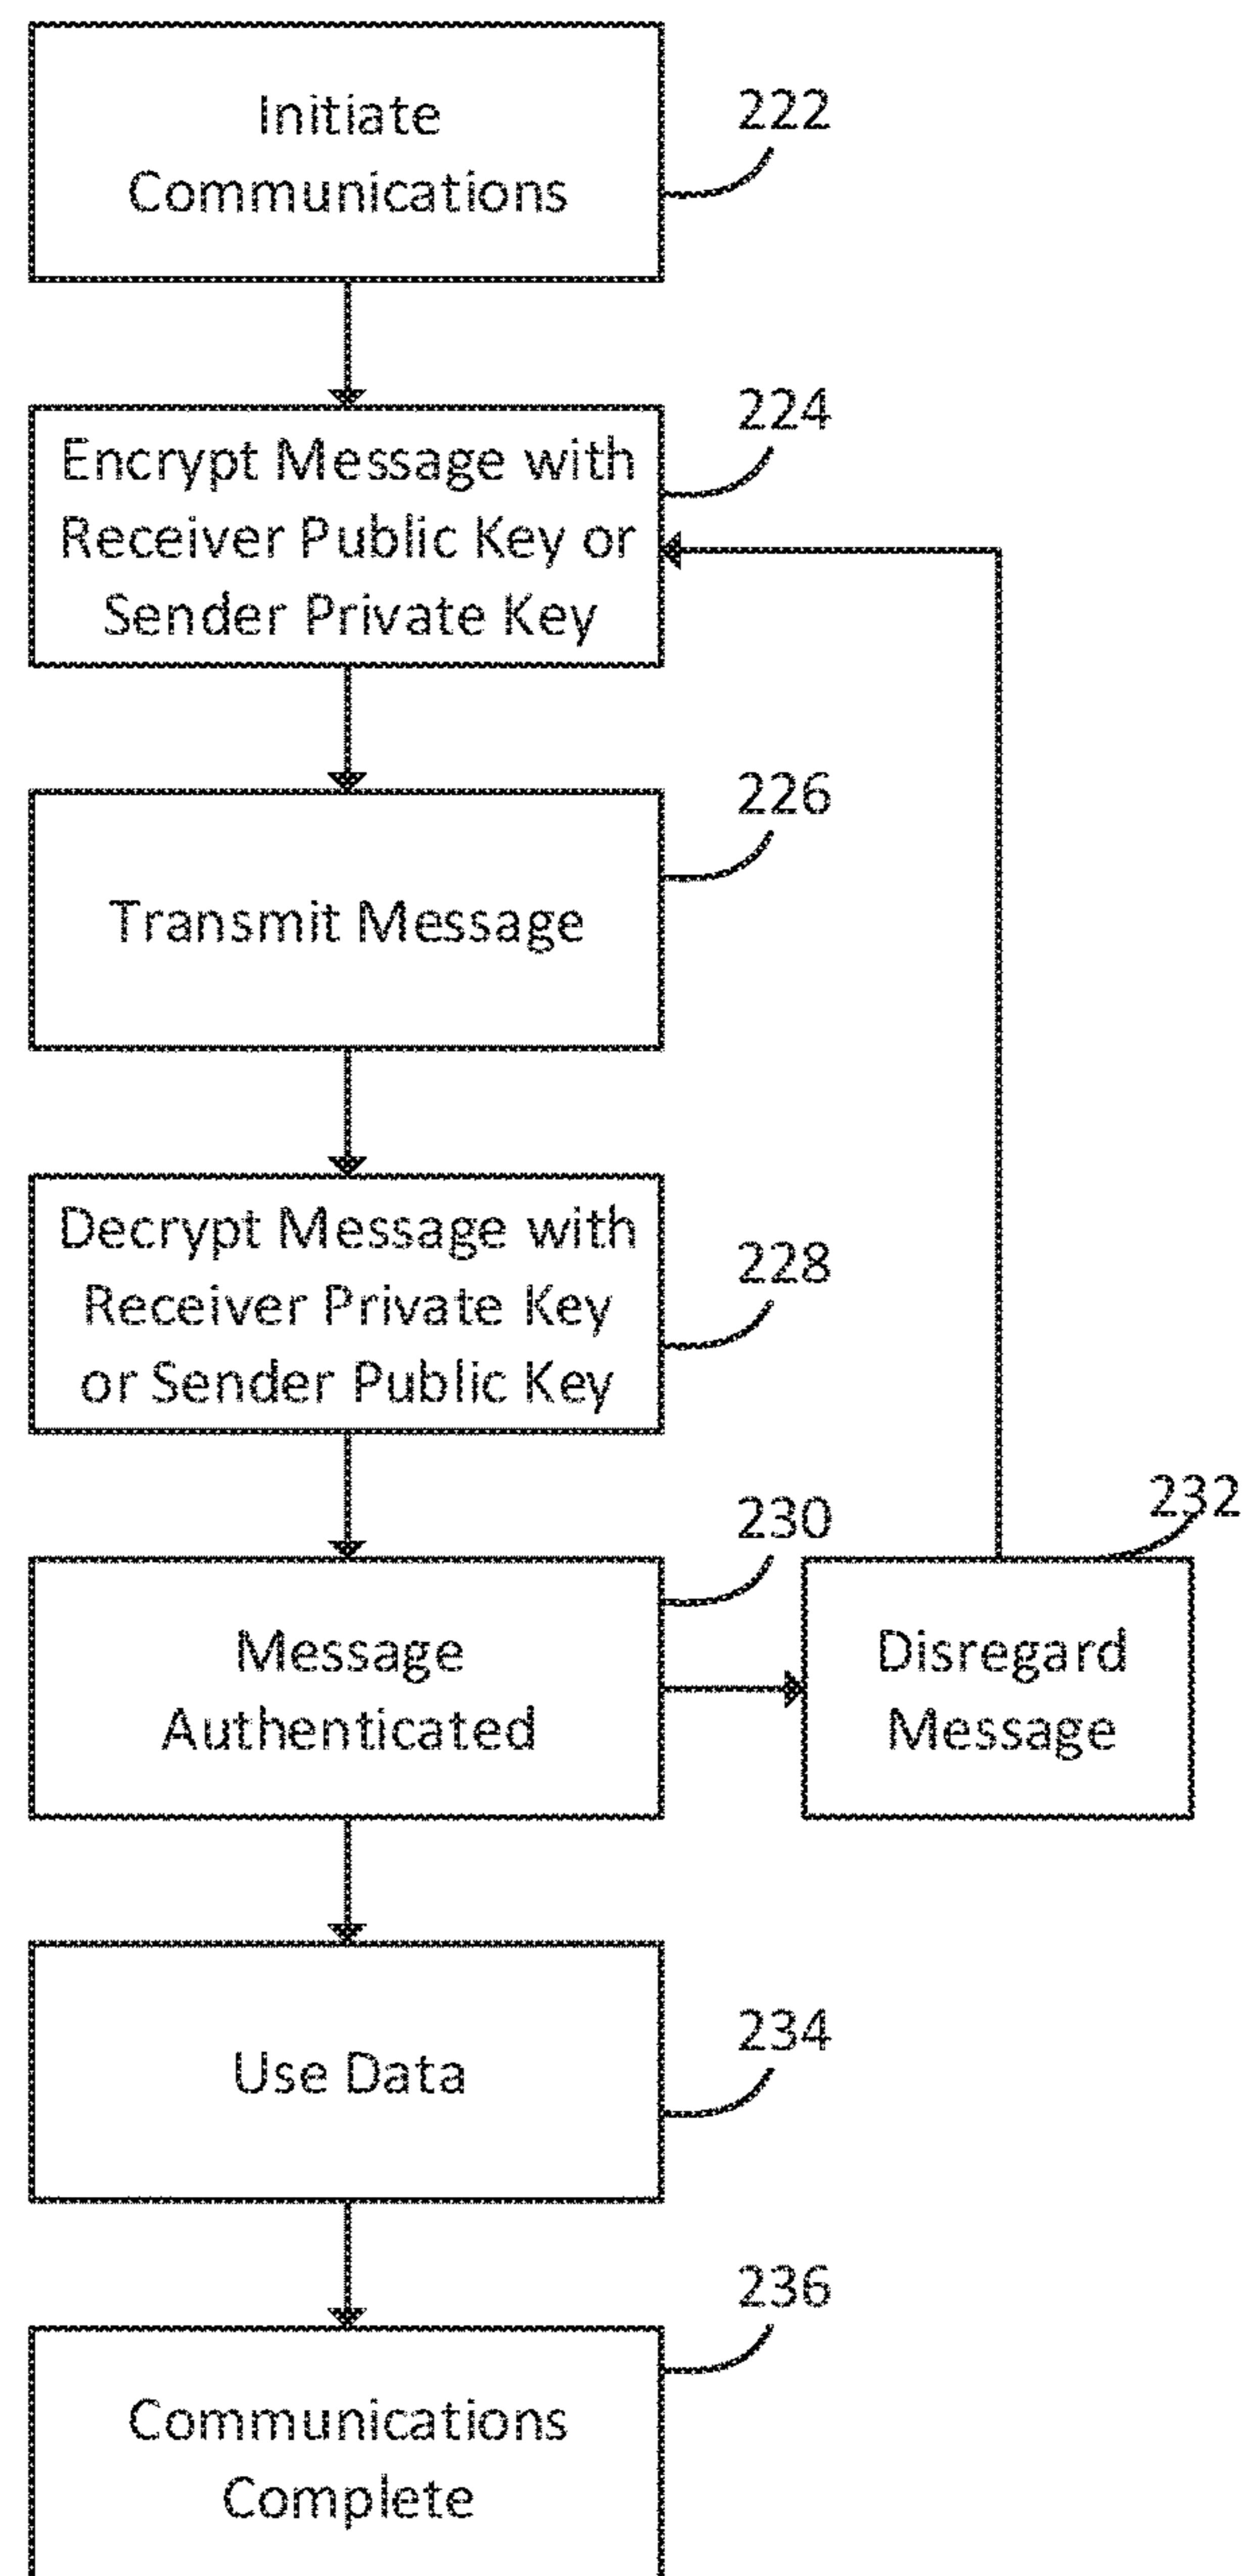 Initiate
Communications
222
Encrypt Message with
Receiver Public Key or
Sender Private Key
224
Transmit Message
226
Decrypt Message with
Receiver Private Key
or Sender Public Key
228
Message
Authenticated
230
Disregard
Message
232
Use Data
234
Communications
Complete
236